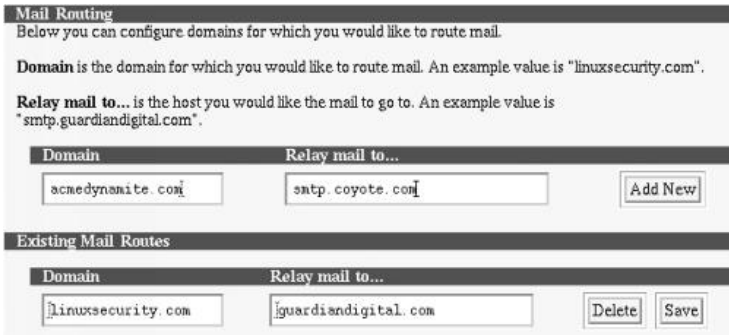 Mail Routing
Below you can configure domains for which you would like to route mail.
Domain is the domain for which you would like to route mail. An example value is "linuxsecurity.com".
Relay mail to... is the host you would like the mail to go to. An example value is
"smtp.guardiandigital.com".
Domain Relay mail to...
acmedynamite.com smtp.coyote.com Add New
Existing Mail Routes
Domain Relay mail to...
linuxsecurity.com guardiandigital.com Delete Save